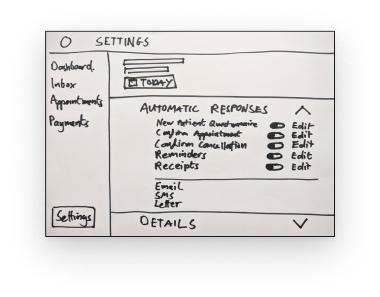 SETTINGS
Dashboard.
Inbox
Appointments
Payments
Settings
TODAY
AUTOMATIC RESPONSES
New Patient Questionnaire Edit
Confirm Appointment Edit
Confirm Cancellation Edit
Reminders Edit
Receipts Edit
Email
SMS
Letter
DETAILS